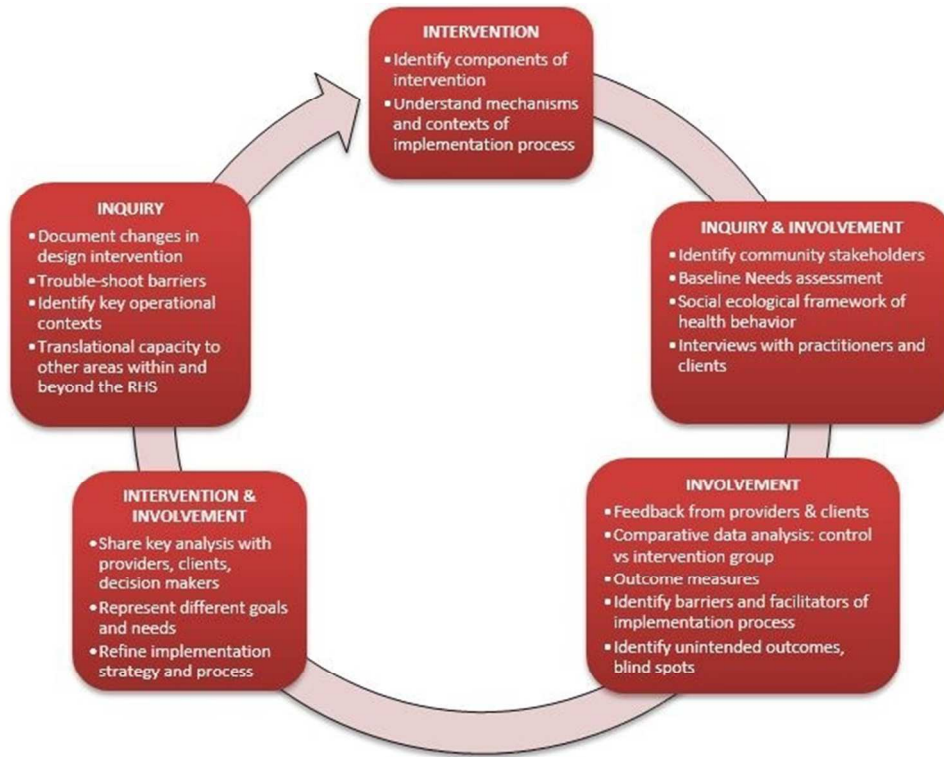 INTERVENTION
▪Identify components of
intervention
▪Understand mechanisms
and contexts of
implementation process
INQUIRY & INVOLVEMENT
▪Identify community stakeholders
▪Baseline Needs assessment
▪Social ecological framework of
health behavior
▪Interviews with practitioners and
clients
INVOLVEMENT
▪Feedback from providers & clients
▪Comparative data analysis: control
vs intervention group
▪Outcome measures
▪Identify barriers and facilitators of
implementation process
▪Identify unintended outcomes,
blind spots
INTERVENTION &
INVOLVEMENT
•Share key analysis with
providers, clients,
decision makers
▪Represent different goals
and needs
▪Refine implementation
strategy and process
INQUIRY
▪Document changes in
design intervention
▪Trouble-shoot barriers
▪Identify key operational
contexts
▪Translational capacity to
other areas within and
beyond the RHS